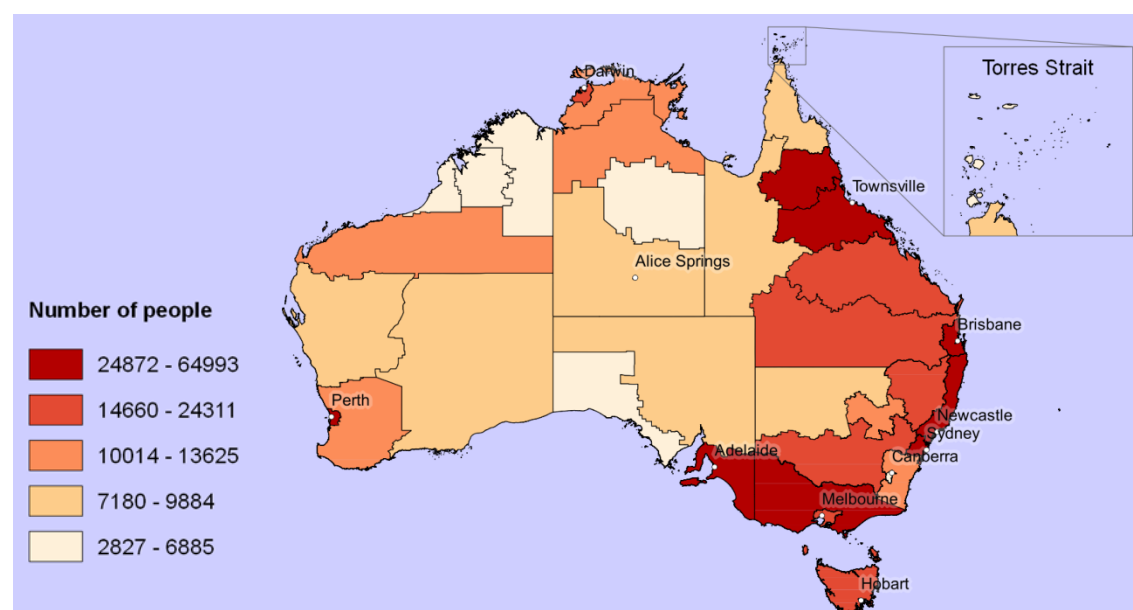 Torres Strait
Darwin
Townsville
Alice Springs
Number of people
Brisbane
24872 - 64993
Perth
14660 - 24311
Newcastle
Sydney
10014 - 13625
Adelaide
Canberra
7180 - 9884
Melbourne
2827 - 6885
Hobart